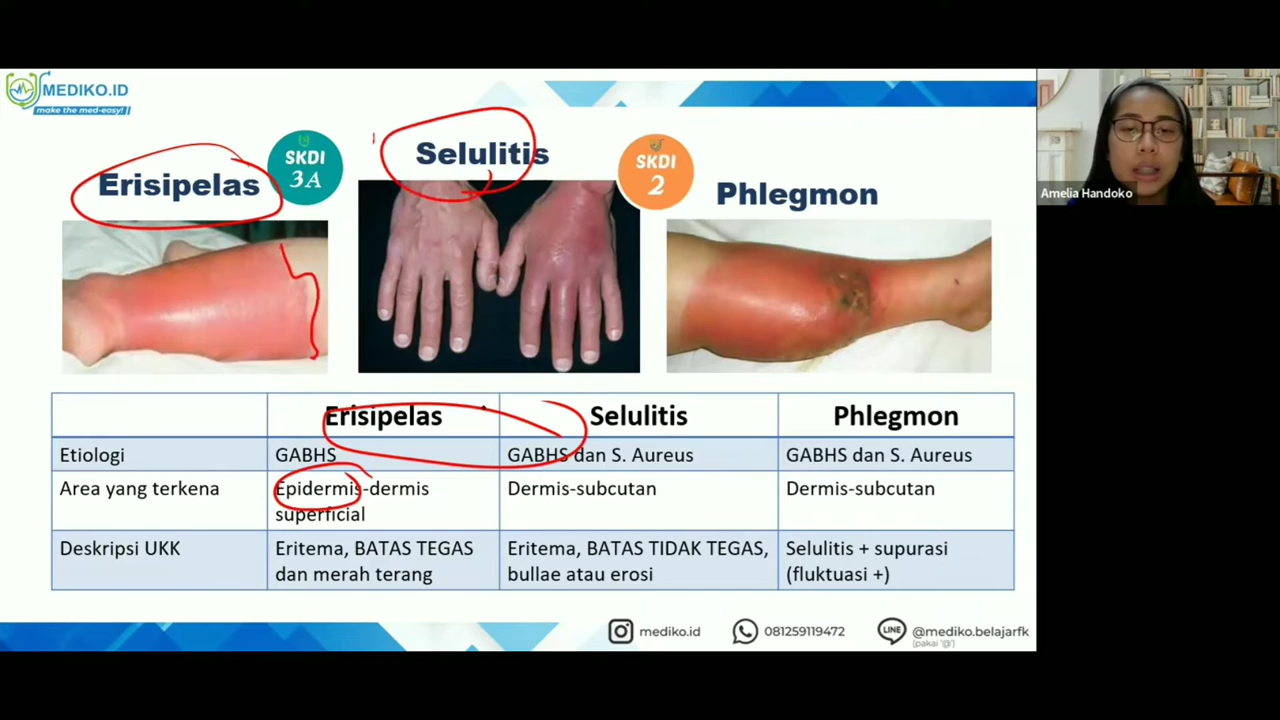 MEDIKO.ID
make the med-easy!
Erisipelas
SKDI
3A
Selulitis
SKDI
2
Phlegmon
Amelia Handoko
Erisipelas Selulitis Phlegmon
Etiologi GABHS GABHS dan S. Aureus GABHS dan S. Aureus
Area yang terkena Epidermis-dermis Dermis-subcutan Dermis-subcutan
superficial
Deskripsi UKK Eritema, BATAS TEGAS Eritema, BATAS TIDAK TEGAS, Selulitis + supurasi
dan merah terang bullae atau erosi (fluktuasi +)
mediko.id 081259119472 LINE @mediko.belajarfk
(pakai '@')